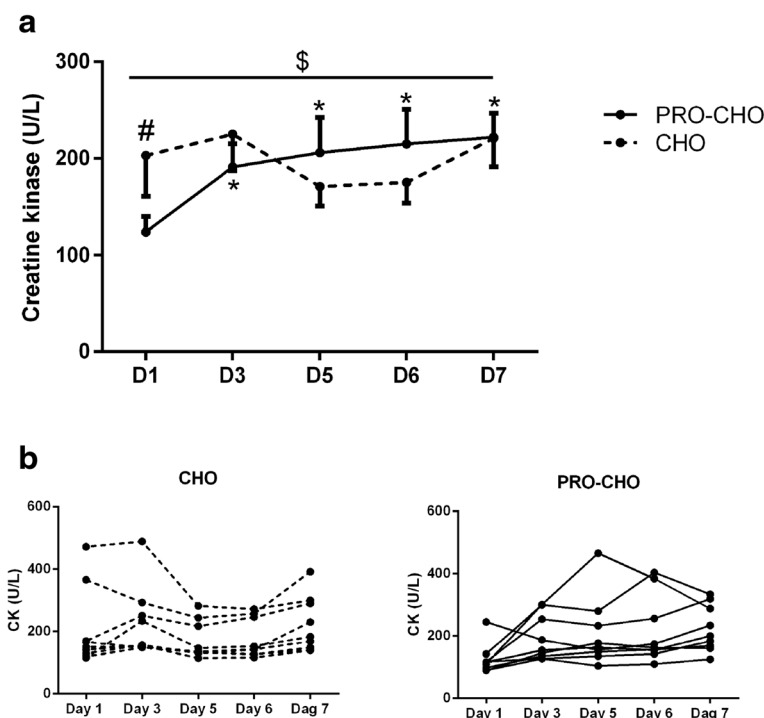 a
300
200
100
0
Creatine kinase (U/L)
$
#
*
*
*
*
D1 D3 D5 D6 D7
PRO-CHO
CHO
b
CHO
600
400
200
0
CK (U/L)
Day 1 Day 3 Day 5 Day 6 Dag 7
PRO-CHO
600
400
200
0
CK (U/L)
Day 1 Day 3 Day 5 Day 6 Dag 7